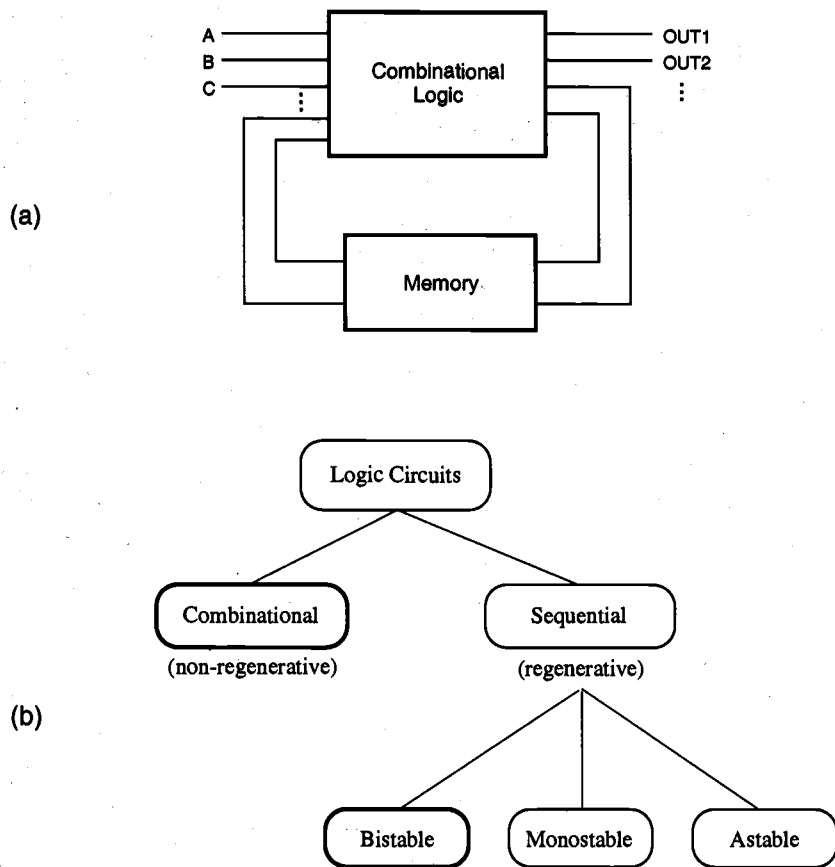 A
B
C
⋮
Combinational
Logic
OUT1
OUT2
⋮
(a)
Memory
Logic Circuits
Combinational
Sequential
(non-regenerative)
(regenerative)
(b)
Bistable
Monostable
Astable